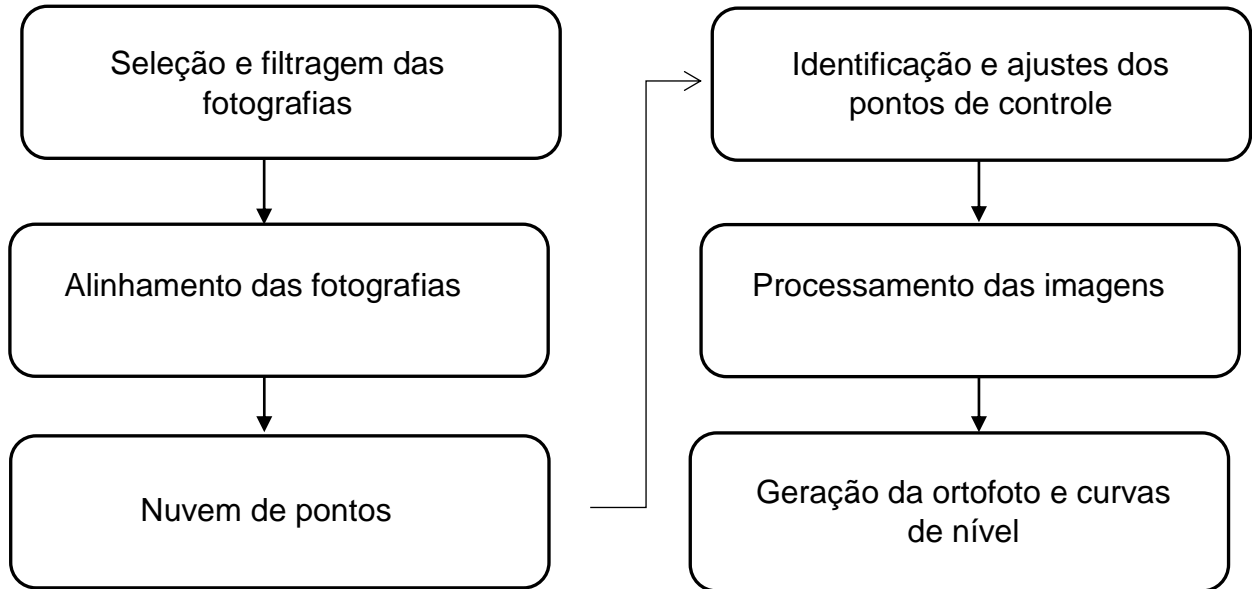 Seleção e filtragem das
fotografias
Alinhamento das fotografias
Nuvem de pontos
Identificação e ajustes dos
pontos de controle
Processamento das imagens
Geração da ortofoto e curvas
de nível